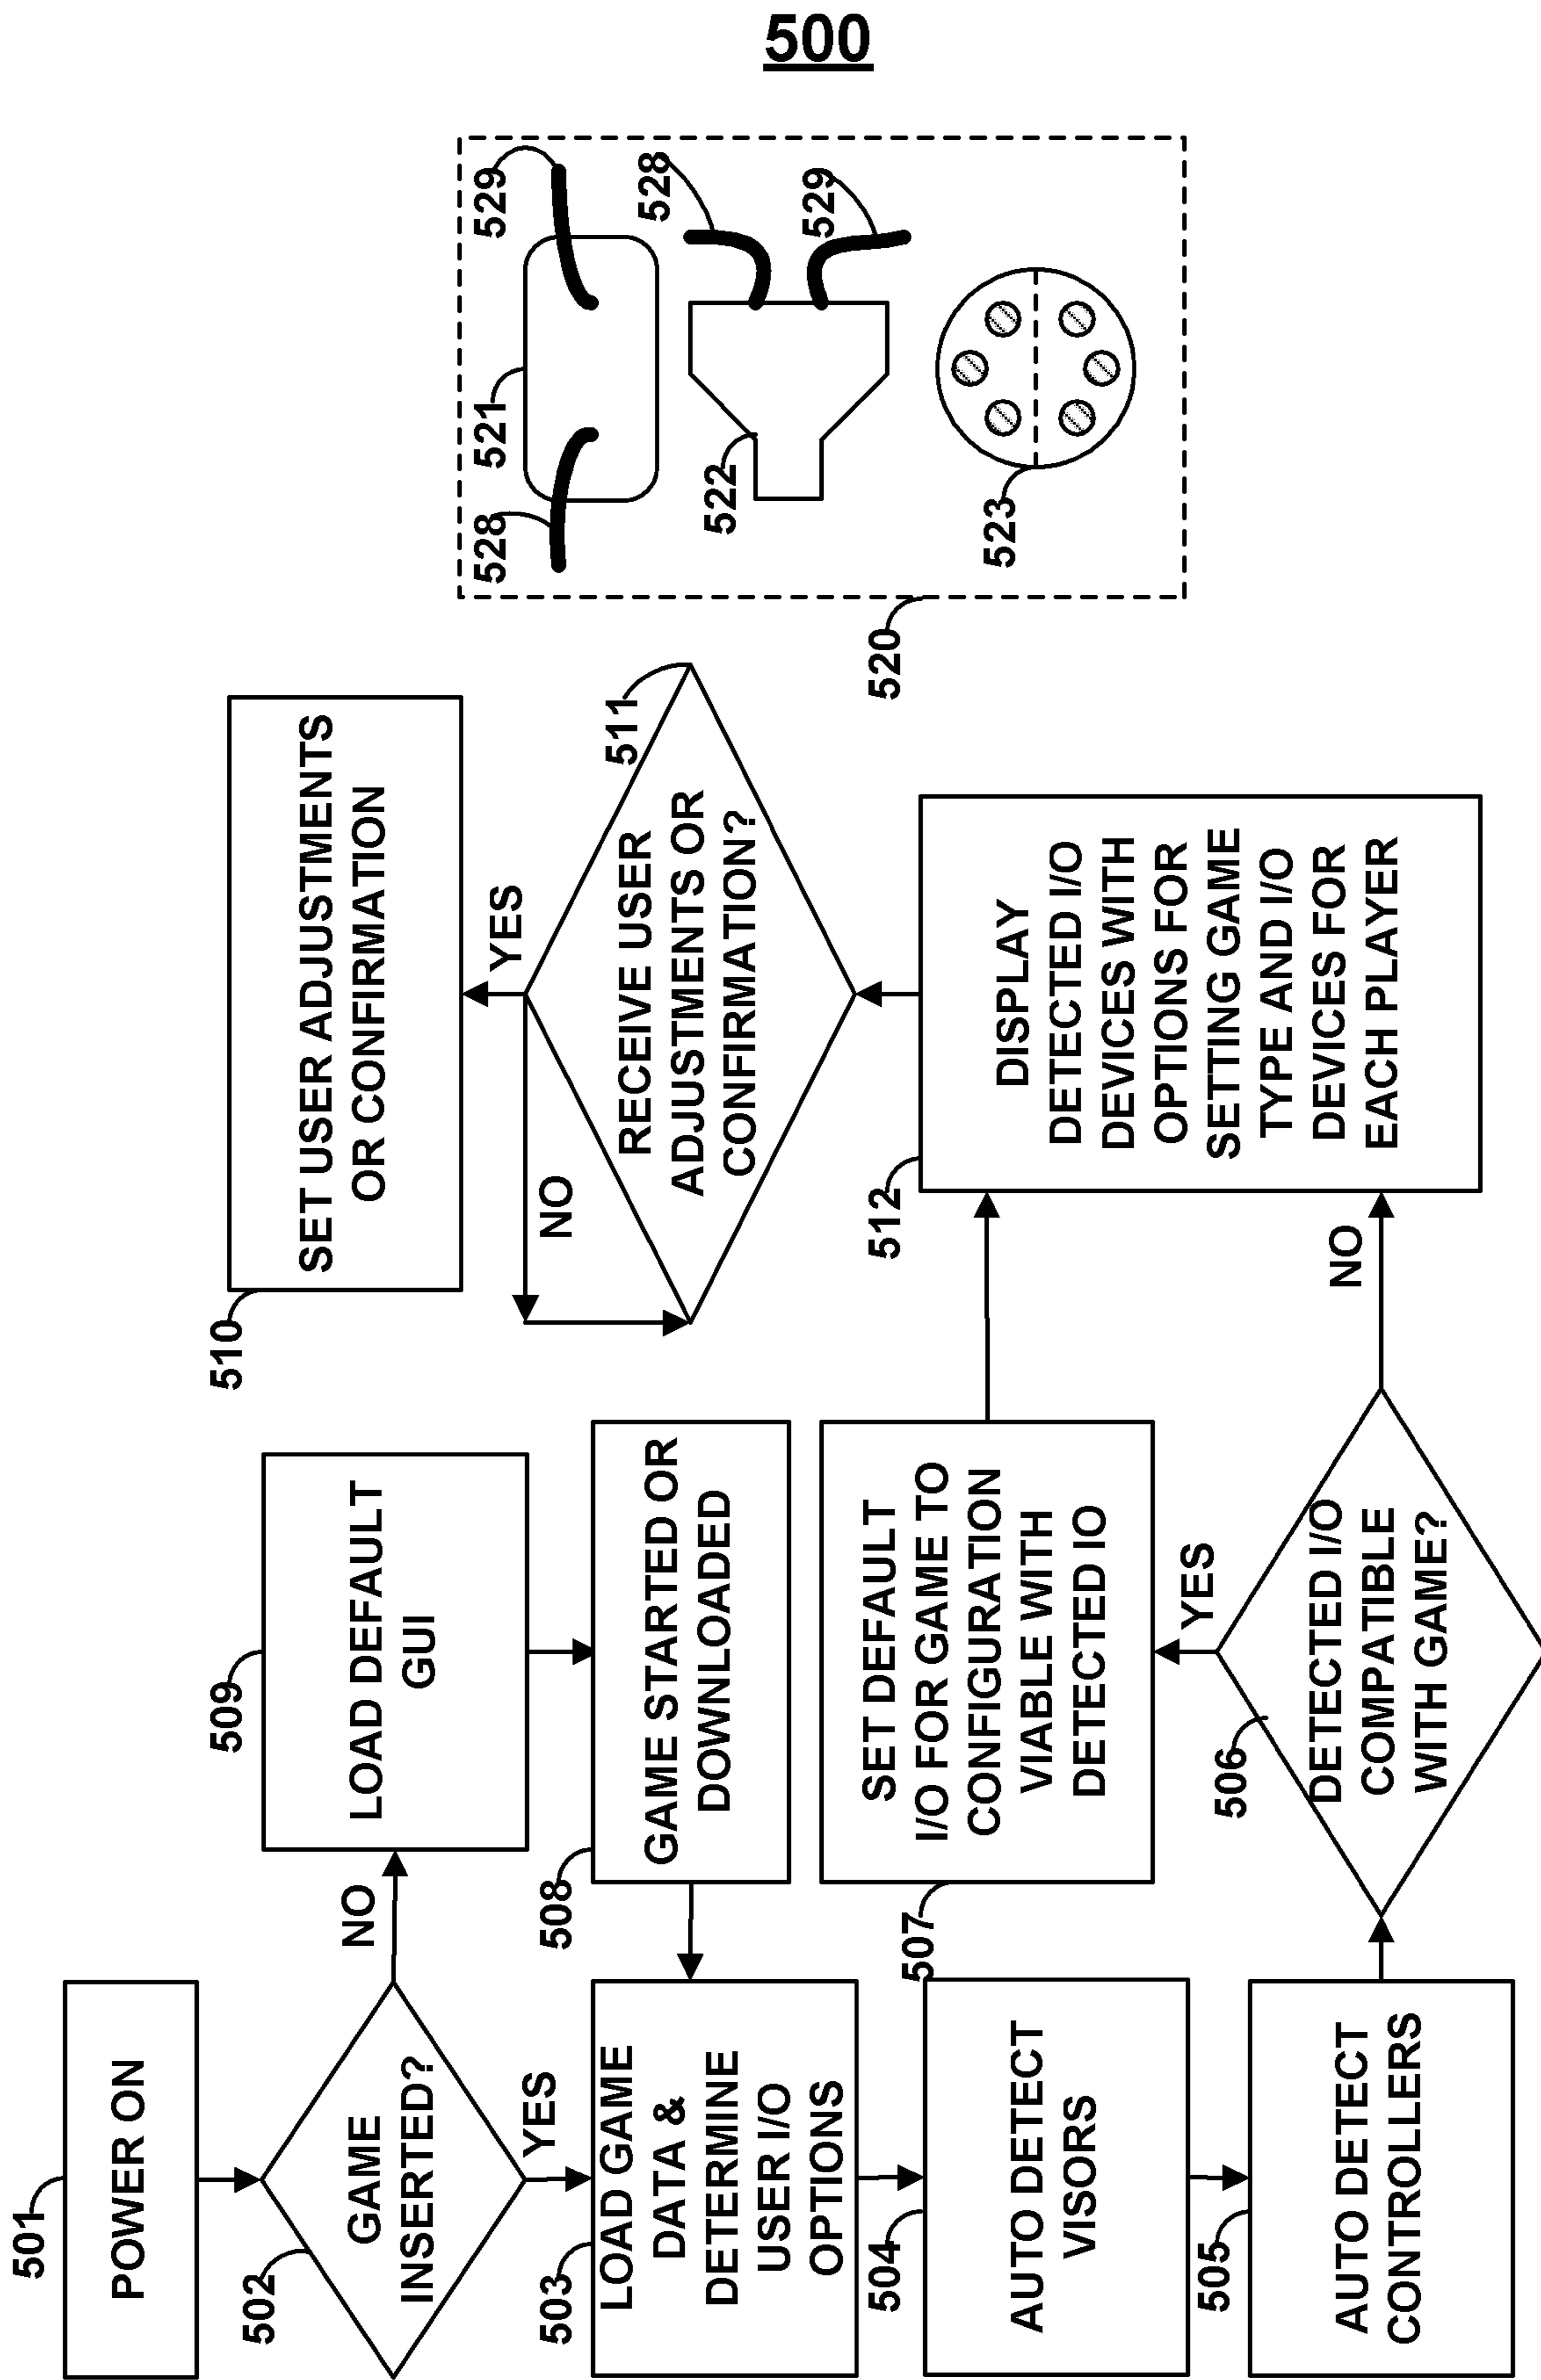 500
501
POWER ON
502
GAME
INSERTED?
NO
YES
503
LOAD GAME
DATA &
DETERMINE
USER I/O
OPTIONS
504
AUTO DETECT
VISORS
505
AUTO DETECT
CONTROLLERS
509
LOAD DEFAULT
GUI
508
GAME STARTED OR
DOWNLOADED
507
SET DEFAULT
I/O FOR GAME TO
CONFIGURATION
VIABLE WITH
DETECTED IO
YES
506
DETECTED I/O
COMPATIBLE
WITH GAME?
NO
510
SET USER ADJUSTMENTS
OR CONFIRMATION
YES
NO
511
RECEIVE USER
ADJUSTMENTS OR
CONFIRMATION?
512
DISPLAY
DETECTED I/O
DEVICES WITH
OPTIONS FOR
SETTING GAME
TYPE AND I/O
DEVICES FOR
EACH PLAYER
520
528
521
529
522
528
529
523